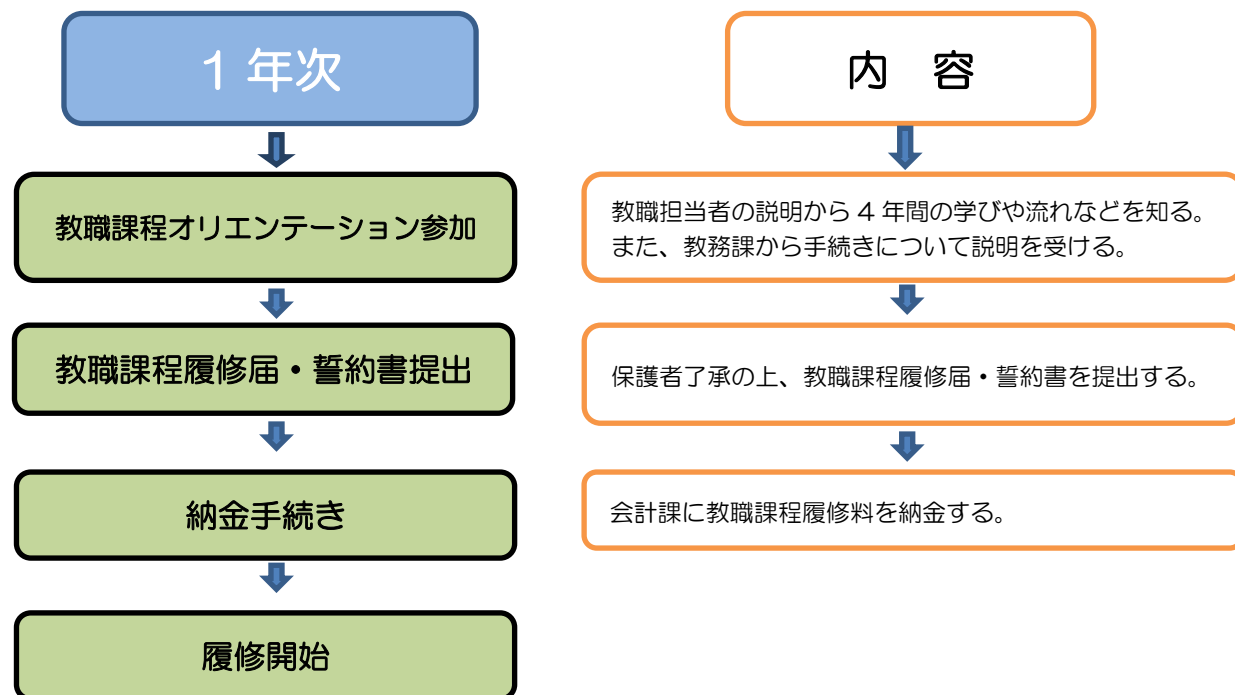 1 年次
内　容
教職課程オリエンテーション参加
教職担当者の説明から 4 年間の学びや流れなどを知る。
また、教務課から手続きについて説明を受ける。
教職課程履修届・誓約書提出
保護者了承の上、教職課程履修届・誓約書を提出する。
納金手続き
会計課に教職課程履修料を納金する。
履修開始